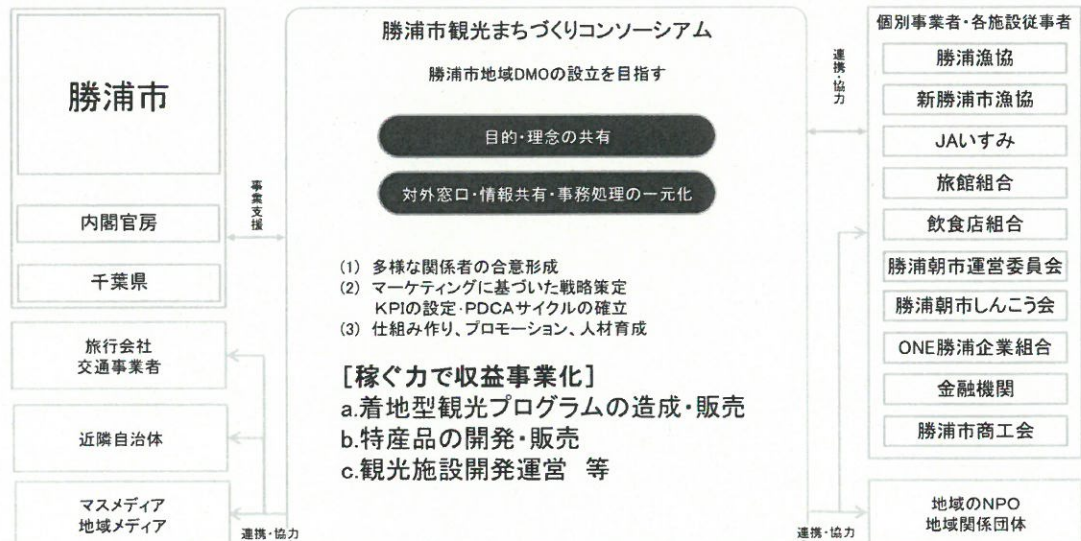 勝浦市
内閣官房
千葉県
旅行会社
交通事業者
近隣自治体
マスメディア
地域メディア
事業支援
連携・協力
勝浦市観光まちづくりコンソーシアム
勝浦市地域DMOの設立を目指す
目的・理念の共有
対外窓口・情報共有・事務処理の一元化
(1) 多様な関係者の合意形成
(2) マーケティングに基づいた戦略策定
KPIの設定・PDCAサイクルの確立
(3) 仕組み作り、プロモーション、人材育成
[稼ぐ力で収益事業化]
a.着地型観光プログラムの造成・販売
b.特産品の開発・販売
c.観光施設開発運営 等
連携・協力
連携・協力
個別事業者・各施設従事者
勝浦漁協
新勝浦市漁協
JAいすみ
旅館組合
飲食店組合
勝浦朝市運営委員会
勝浦朝市しんこう会
ONE勝浦企業組合
金融機関
勝浦市商工会
地域のNPO
地域関係団体